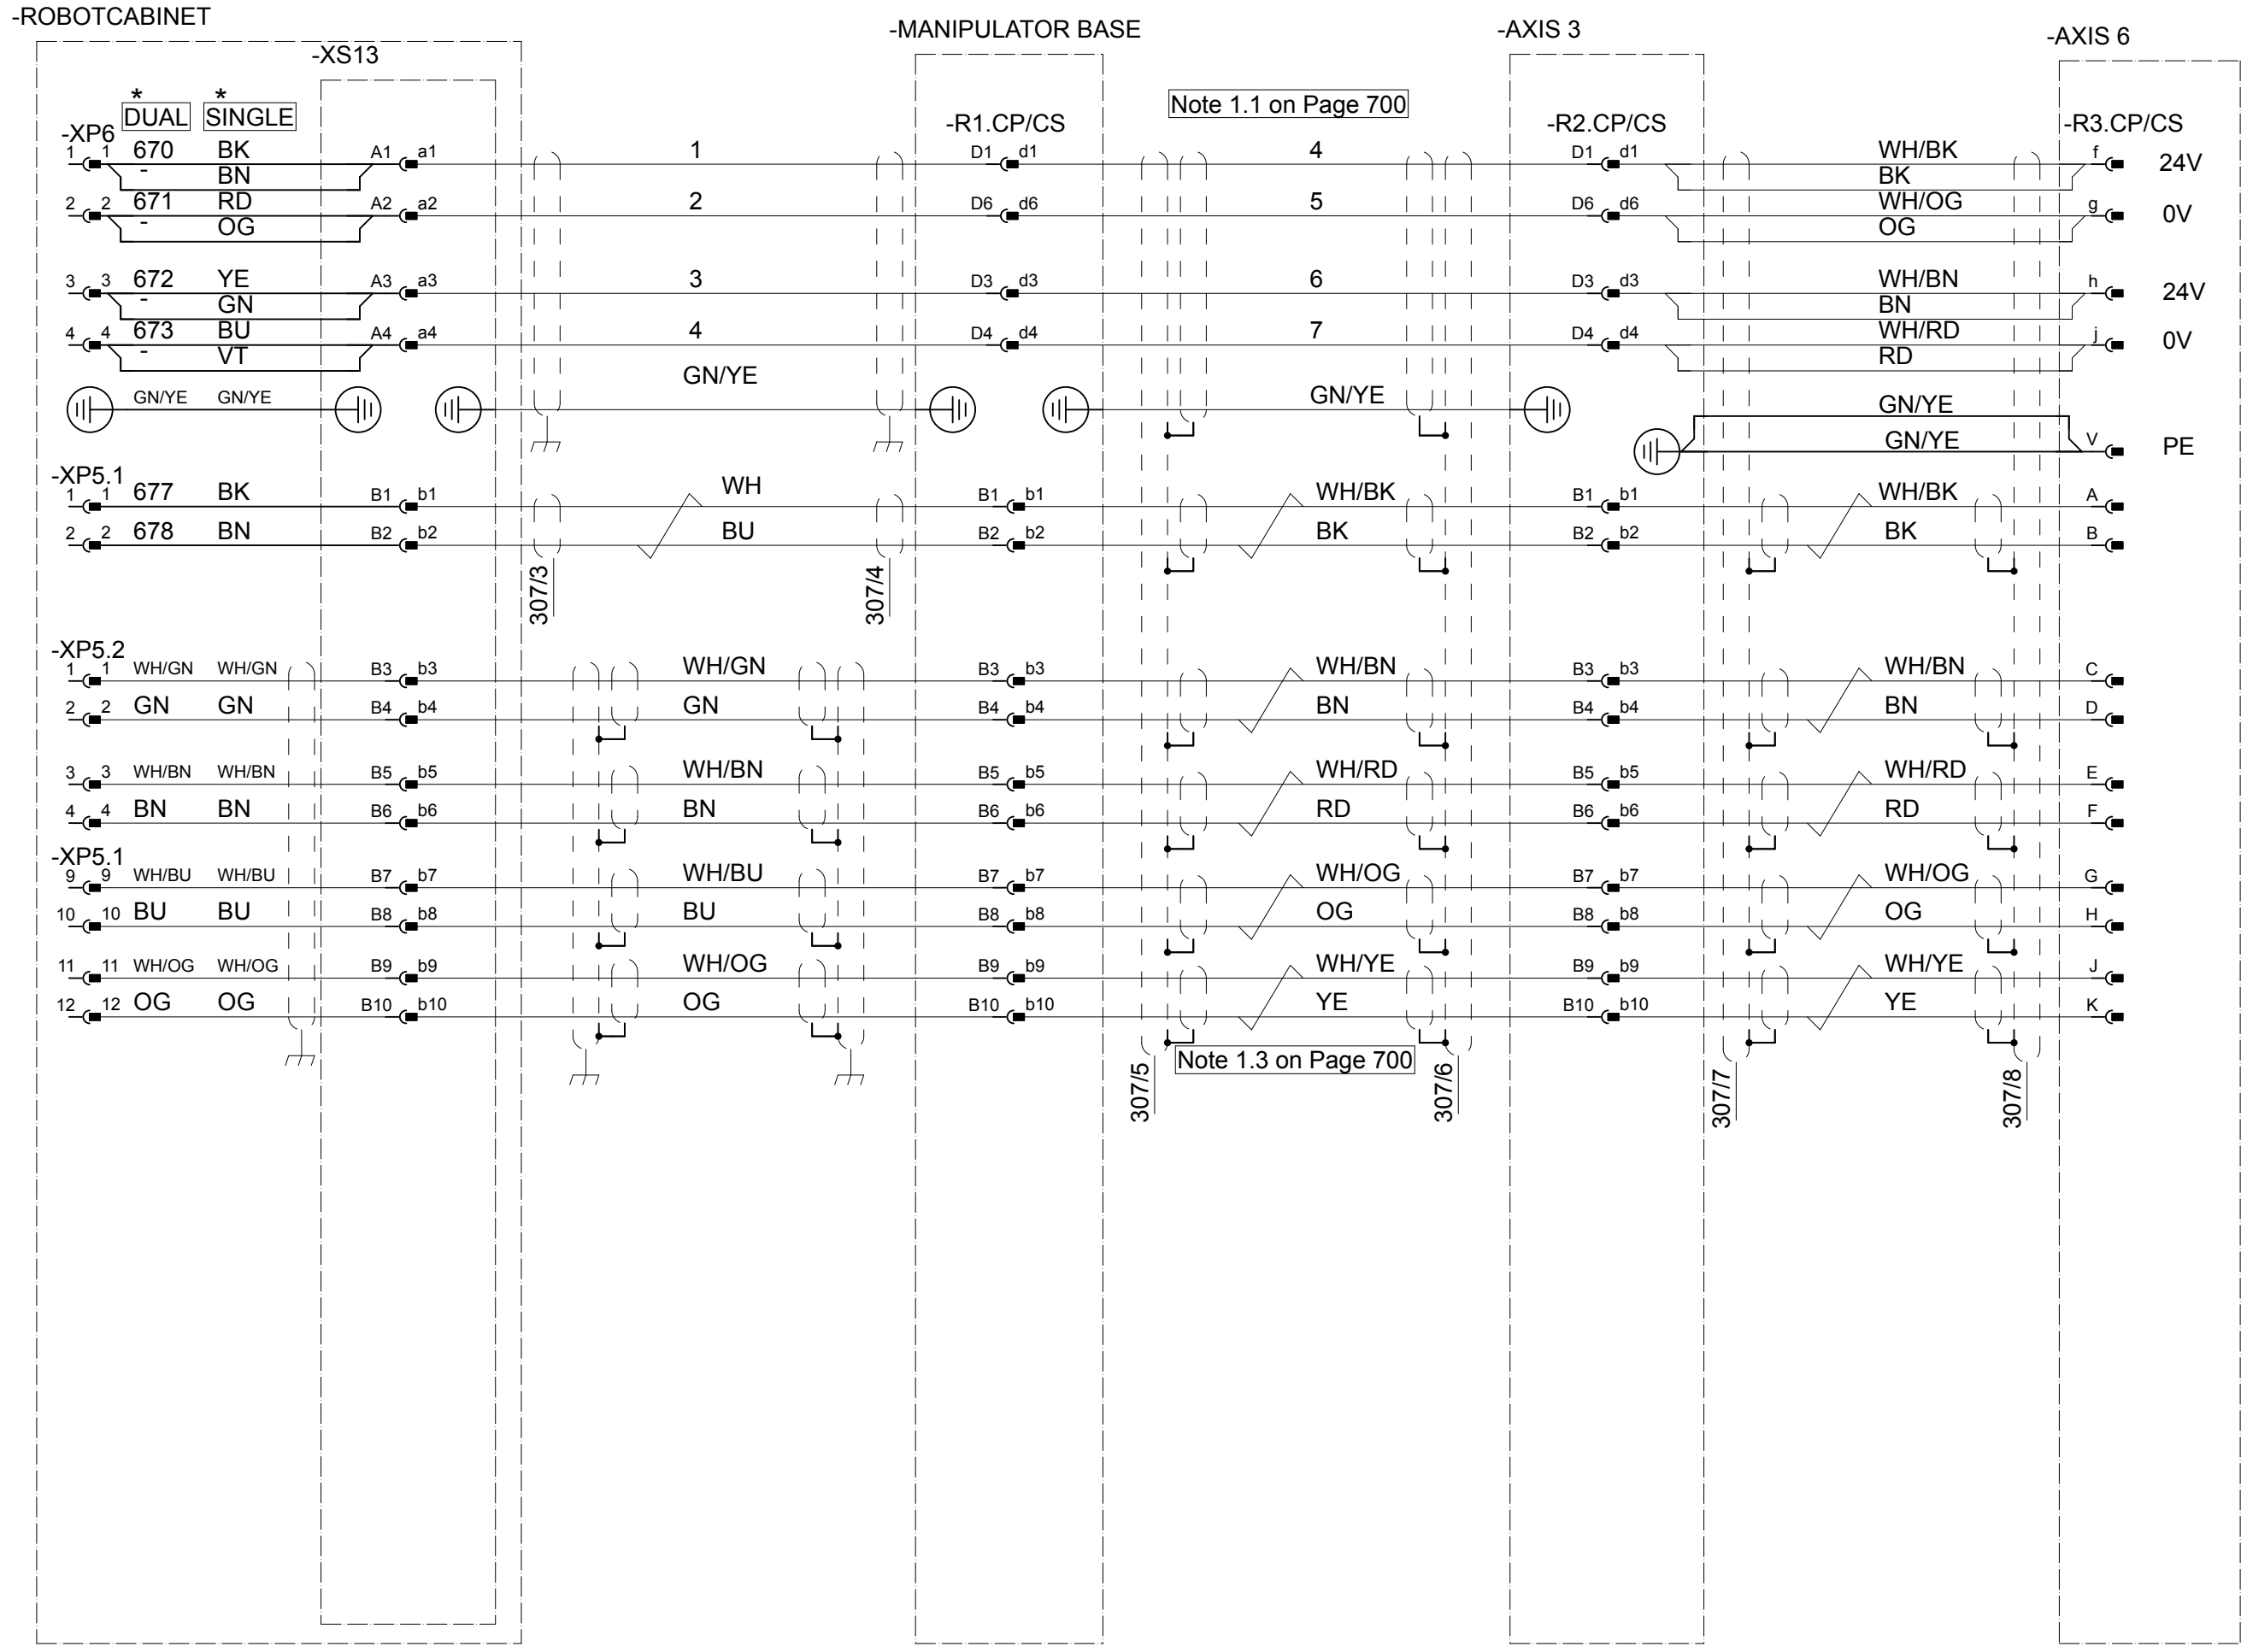 -ROBOTCABINET
-MANIPULATOR BASE
-AXIS 3
-AXIS 6
-XS13
* *
DUAL SINGLE
Note 1.1 on Page 700
-XP6 -R1.CP/CS -R2.CP/CS -R3.CP/CS
1 1 670 BK A1 a1 1 D1 d1 4 D1 d1 WH/BK f 24V
- BN BK
2 2 671 RD A2 a2 2 D6 d6 5 D6 d6 WH/OG g 0V
- OG OG
3 3 672 YE A3 a3 3 D3 d3 6 D3 d3 WH/BN h 24V
- GN BN
4 4 673 BU A4 a4 4 D4 d4 7 D4 d4 WH/RD j 0V
- VT RD
GN/YE GN/YE GN/YE GN/YE GN/YE
GN/YE V PE
-XP5.1
1 1 677 BK B1 b1 WH B1 b1 WH/BK B1 b1 WH/BK A
2 2 678 BN B2 b2 BU B2 b2 BK B2 b2 BK B
307/3 307/4
-XP5.2
1 1 WH/GN WH/GN B3 b3 WH/GN B3 b3 WH/BN B3 b3 WH/BN C
2 2 GN GN B4 b4 GN B4 b4 BN B4 b4 BN D
3 3 WH/BN WH/BN B5 b5 WH/BN B5 b5 WH/RD B5 b5 WH/RD E
4 4 BN BN B6 b6 BN B6 b6 RD B6 b6 RD F
-XP5.1
9 9 WH/BU WH/BU B7 b7 WH/BU B7 b7 WH/OG B7 b7 WH/OG G
10 10 BU BU B8 b8 BU B8 b8 OG B8 b8 OG H
11 11 WH/OG WH/OG B9 b9 WH/OG B9 b9 WH/YE B9 b9 WH/YE J
12 12 OG OG B10 b10 OG B10 b10 YE B10 b10 YE K
Note 1.3 on Page 700
307/5 307/6 307/7 307/8